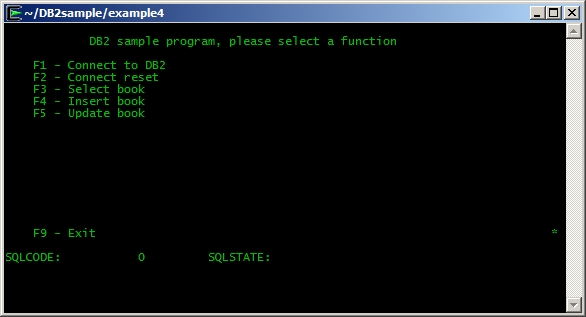 ~/DB2sample/example4
DB2 sample program, please select a function
F1 - Connect to DB2
F2 - Connect reset
F3 - Select book
F4 - Insert book
F5 - Update book
F9 - Exit *
SQLCODE: 0 SQLSTATE: